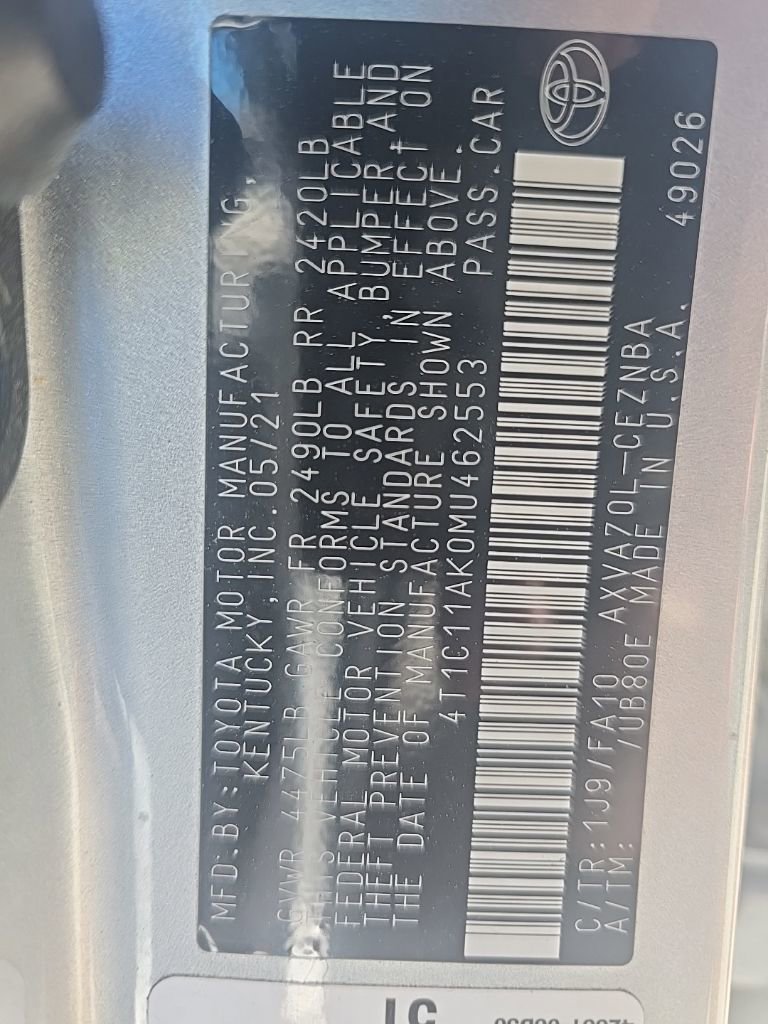 MFD.BY:TOYOTA MOTOR MANUFACTURING,
KENTUCKY,INC.05/21
GVWR 4475LB GAWR FR 2490LB RR 2420LB
THIS VEHICLE CONFORMS TO ALL APPLICABLE
FEDERAL MOTOR VEHICLE SAFETY, BUMPER AND
THEFT PREVENTION STANDARDS IN EFFECT ON
THE DATE OF MANUFACTURE SHOWN ABOVE.
4T1C11AK0MU462553 PASS.CAR
C/TR:1J9/FA10 AXVA70L-CEZNBA
A/TM: /UB80E MADE IN U.S.A. 49026